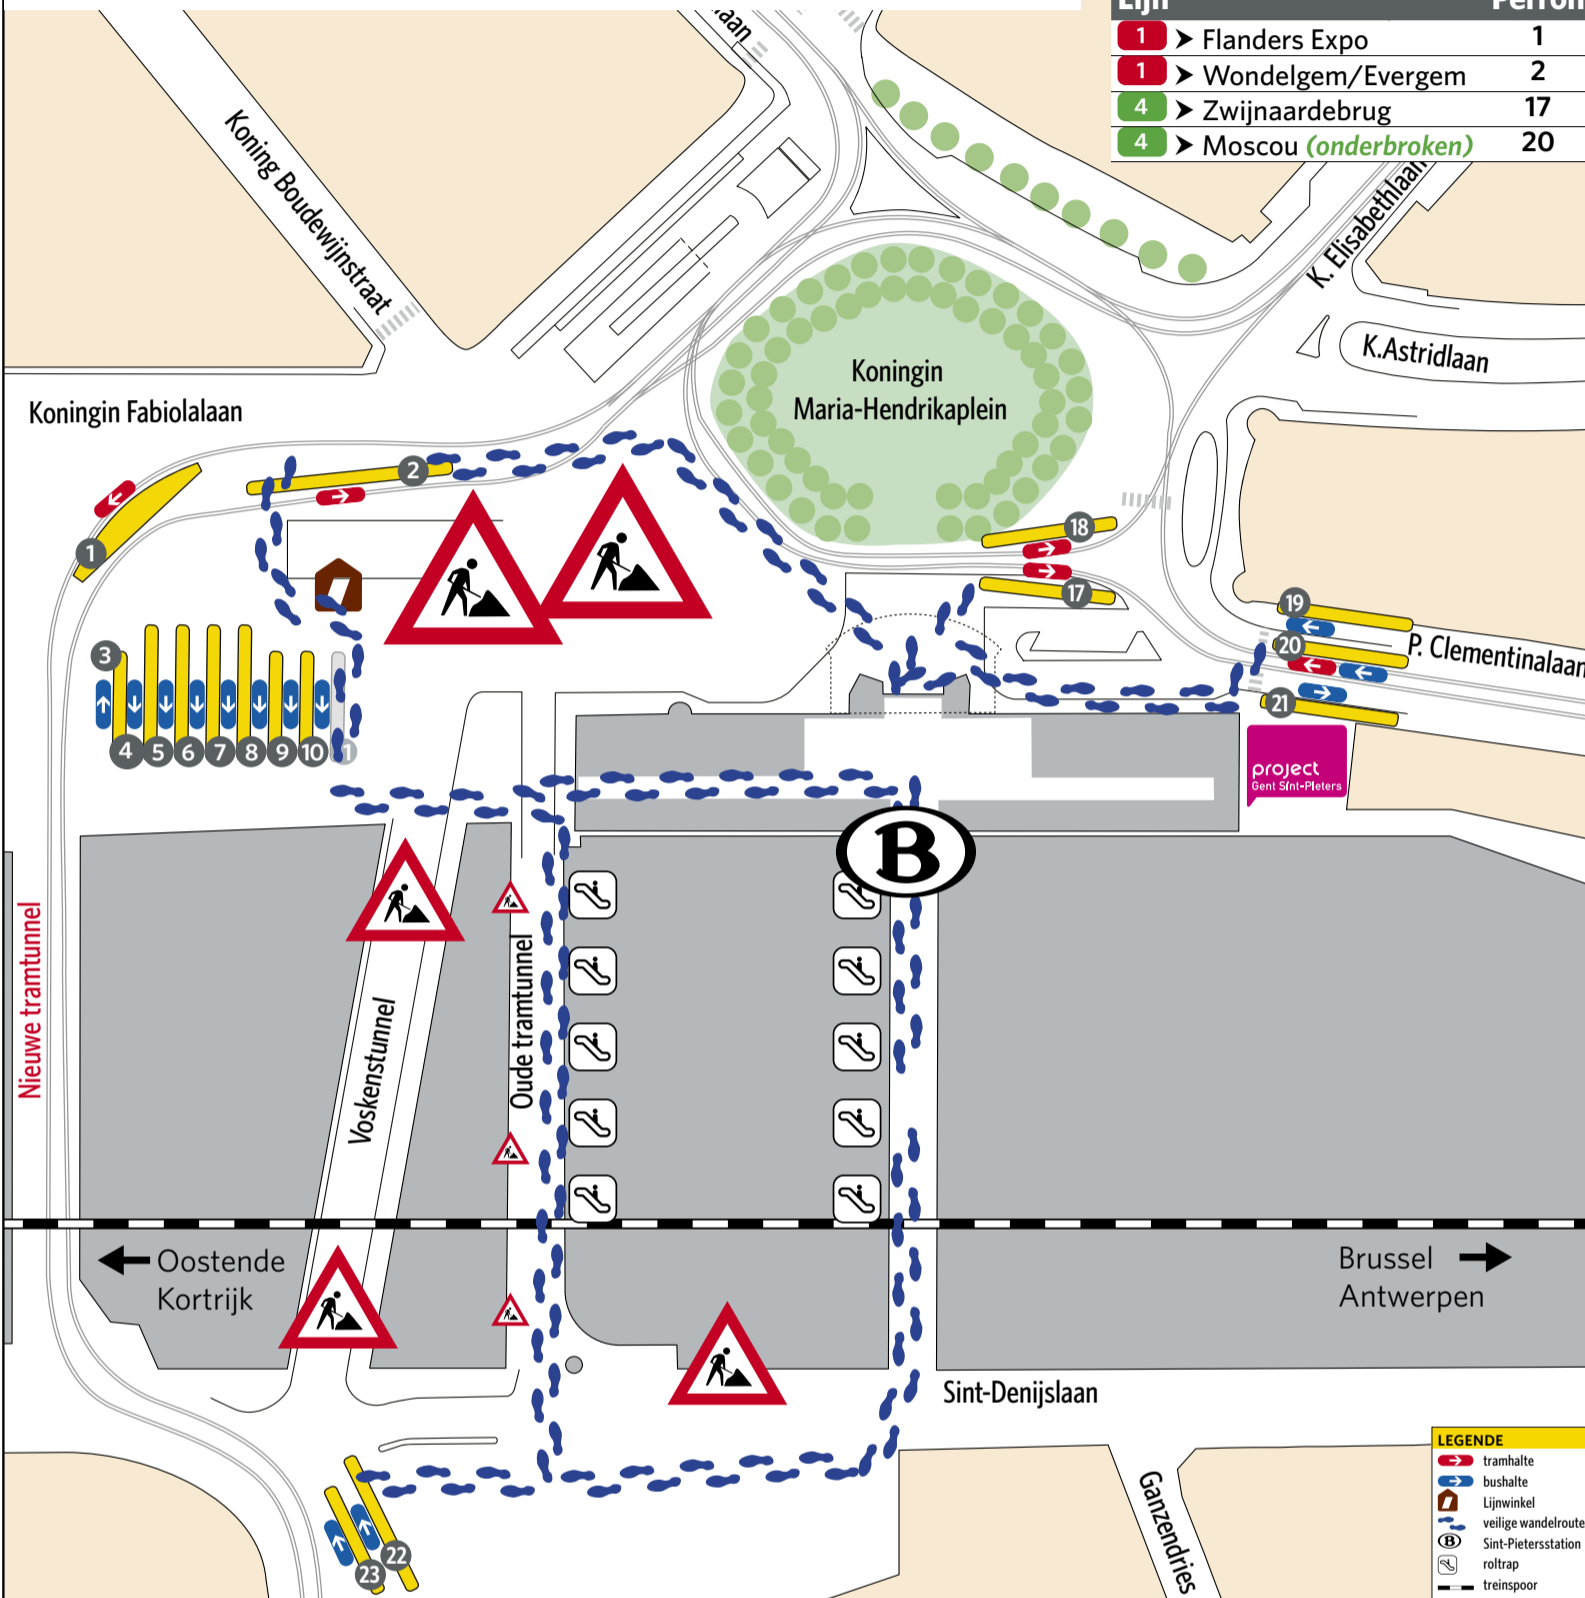 Lijn Perron
1 Flanders Expo 1
1 Wondelgem/Evergem 2
4 Zwijnaardebrug 17
4 Moscou (onderbroken) 20
Koning Boudewijnstraat
K. Elisabethlaan
K.Astridlaan
Koningin
Maria-Hendrikaplein
Koningin Fabiolalaan
2
1
18
17
19
20
21
P. Clementinalaan
3
4 5 6 7 8 9 10
project
Gent Sint-Pieters
B
Nieuwe tramtunnel
Voskenstunnel
Oude tramtunnel
Oostende
Kortrijk
Brussel
Antwerpen
Sint-Denijslaan
Ganzendries
22
23
LEGENDE
tramhalte
bushalte
Lijnwinkel
veilige wandelroute
B Sint-Pietersstation
roltrap
treinspoor